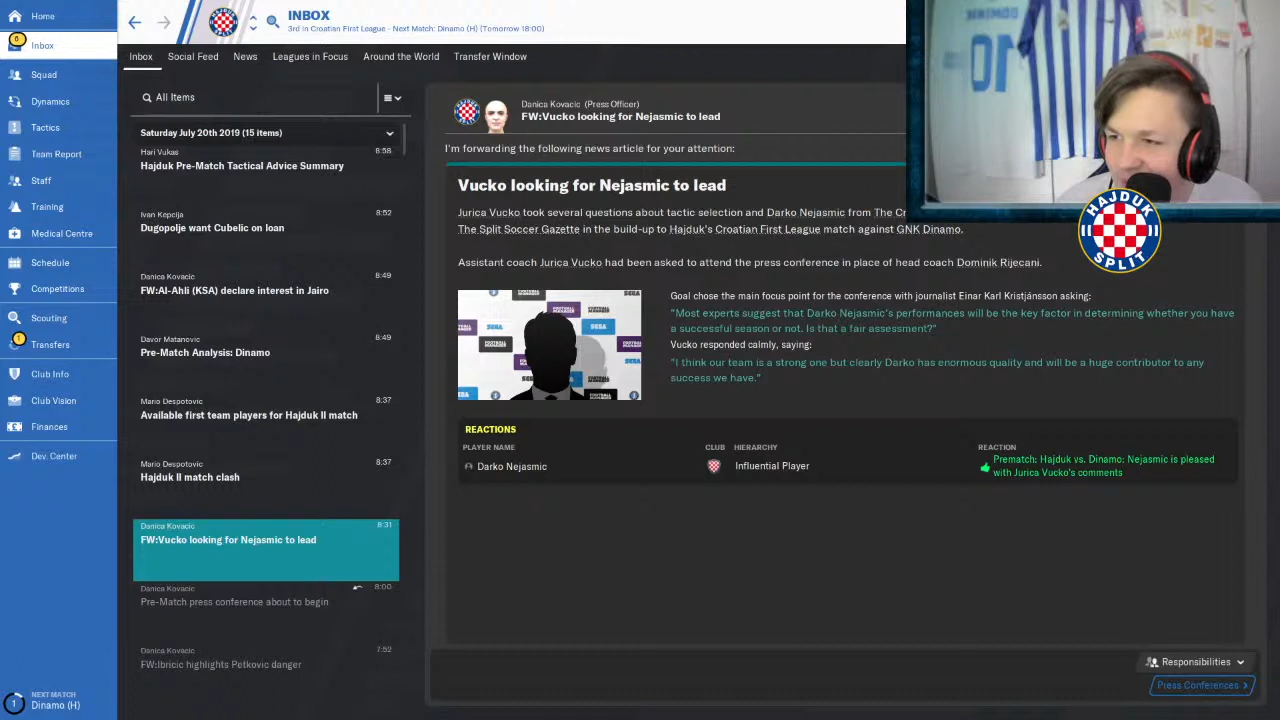 Home
6
Inbox
Squad
Dynamics
Tactics
Team Report
Staff
Training
Medical Centre
Schedule
Competitions
Scouting
1
Transfers
Club Info
Club Vision
Finances
Dev. Center
1
NEXT MATCH
Dinamo (H)
INBOX
3rd in Croatian First League - Next Match: Dinamo (H) (Tomorrow 18:00)
Inbox
Social Feed
News
Leagues in Focus
Around the World
Transfer Window
All Items
Saturday July 20th 2019 (15 items)
Hari Vukas 8:58
Hajduk Pre-Match Tactical Advice Summary
Ivan Kepcija 8:52
Dugopolje want Cubelic on loan
Danica Kovacic 8:49
FW:Al-Ahli (KSA) declare interest in Jairo
Davor Matanovic 8:49
Pre-Match Analysis: Dinamo
Mario Despotovic 8:37
Available first team players for Hajduk II match
Mario Despotovic 8:37
Hajduk II match clash
Danica Kovacic 8:31
FW:Vucko looking for Nejasmic to lead
Danica Kovacic 8:00
Pre-Match press conference about to begin
Danica Kovacic 7:52
FW:Ibricic highlights Petkovic danger
Danica Kovacic (Press Officer)
FW:Vucko looking for Nejasmic to lead
I'm forwarding the following news article for your attention:
Vucko looking for Nejasmic to lead
Jurica Vucko took several questions about tactic selection and Darko Nejasmic from The
The Split Soccer Gazette in the build-up to Hajduk's Croatian First League match against GNK Dinamo.
Assistant coach Jurica Vucko had been asked to attend the press conference in place of head coach Dominik Rijecani.
Goal chose the main focus point for the conference with journalist Einar Karl Kristjánsson asking:
"Most experts suggest that Darko Nejasmic's performances will be the key factor in determining whether you have
a successful season or not. Is that a fair assessment?"
Vucko responded calmly, saying:
"I think our team is a strong one but clearly Darko has enormous quality and will be a huge contributor to any
success we have."
REACTIONS
PLAYER NAME CLUB HIERARCHY REACTION
Darko Nejasmic Influential Player Prematch: Hajduk vs. Dinamo: Nejasmic is pleased
with Jurica Vucko's comments
Responsibilities
Press Conferences
10
HAJDUK
SPLIT
SEGA